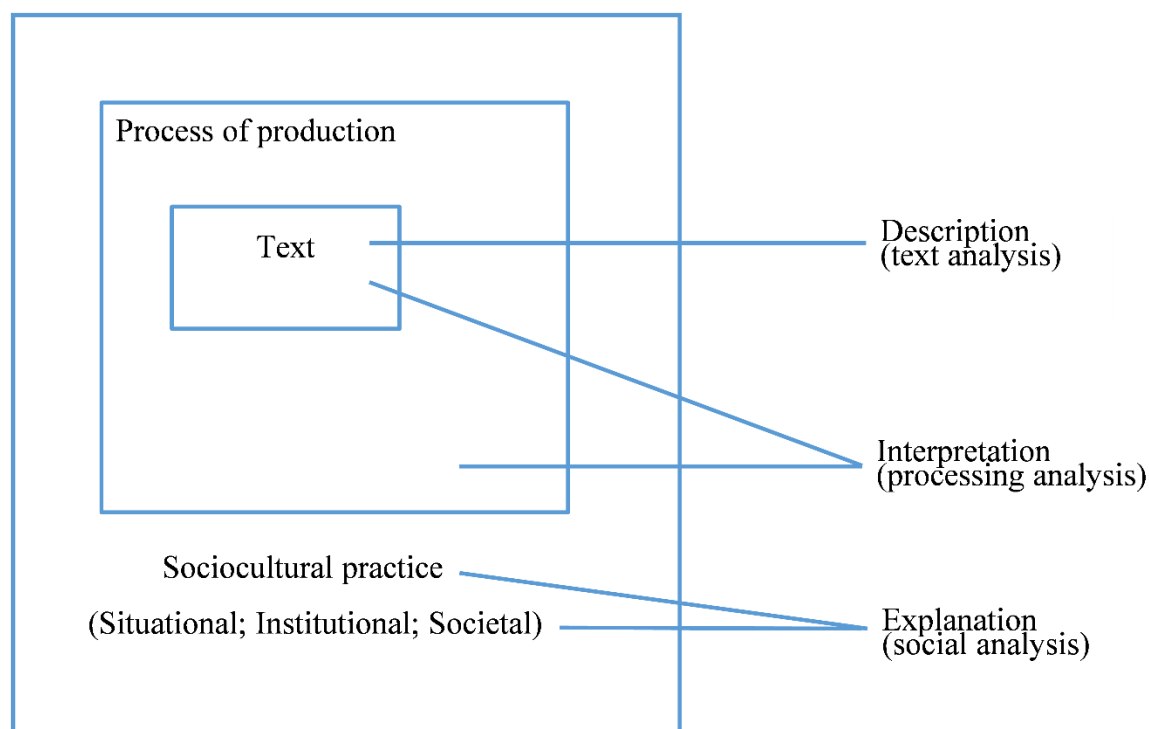 Process of production
Text
Description
(text analysis)
Interpretation
(processing analysis)
Sociocultural practice
(Situational; Institutional; Societal)
Explanation
(social analysis)